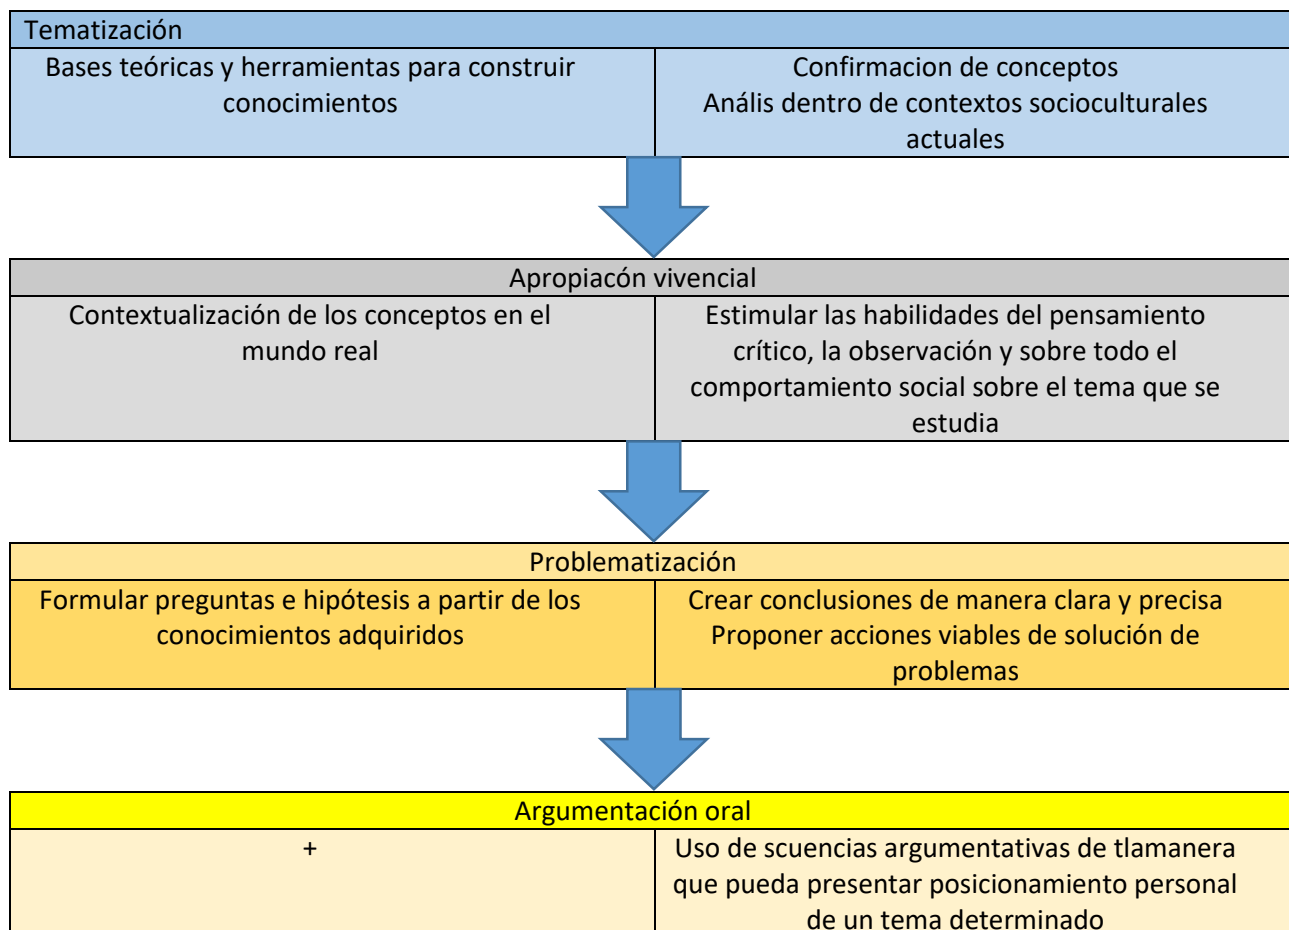 Tematización
Bases teóricas y herramientas para construir
conocimientos
Confirmacion de conceptos
Anális dentro de contextos socioculturales
actuales
Apropiacón vivencial
Contextualización de los conceptos en el
mundo real
Estimular las habilidades del pensamiento
crítico, la observación y sobre todo el
comportamiento social sobre el tema que se
estudia
Problematización
Formular preguntas e hipótesis a partir de los
conocimientos adquiridos
Crear conclusiones de manera clara y precisa
Proponer acciones viables de solución de
problemas
Argumentación oral
+
Uso de scuencias argumentativas de tlamanera
que pueda presentar posicionamiento personal
de un tema determinado